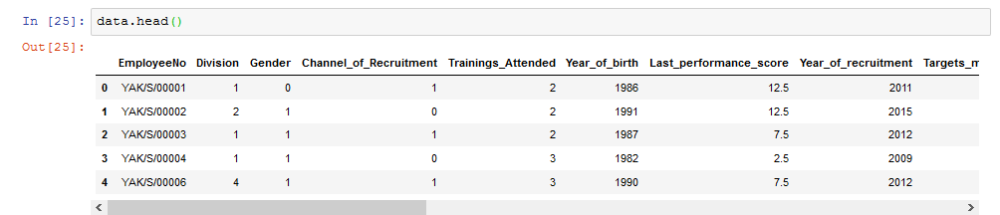 In [25]: data.head()
Out[25]:
EmployeeNo Division Gender Channel_of_Recruitment Trainings_Attended Year_of_birth Last_performance_score Year_of_recruitment Targets_m
0 YAK/S/00001 1 0 1 2 1986 12.5 2011
1 YAK/S/00002 2 1 0 2 1991 12.5 2015
2 YAK/S/00003 1 1 1 2 1987 7.5 2012
3 YAK/S/00004 1 1 0 3 1982 2.5 2009
4 YAK/S/00006 4 1 1 3 1990 7.5 2012